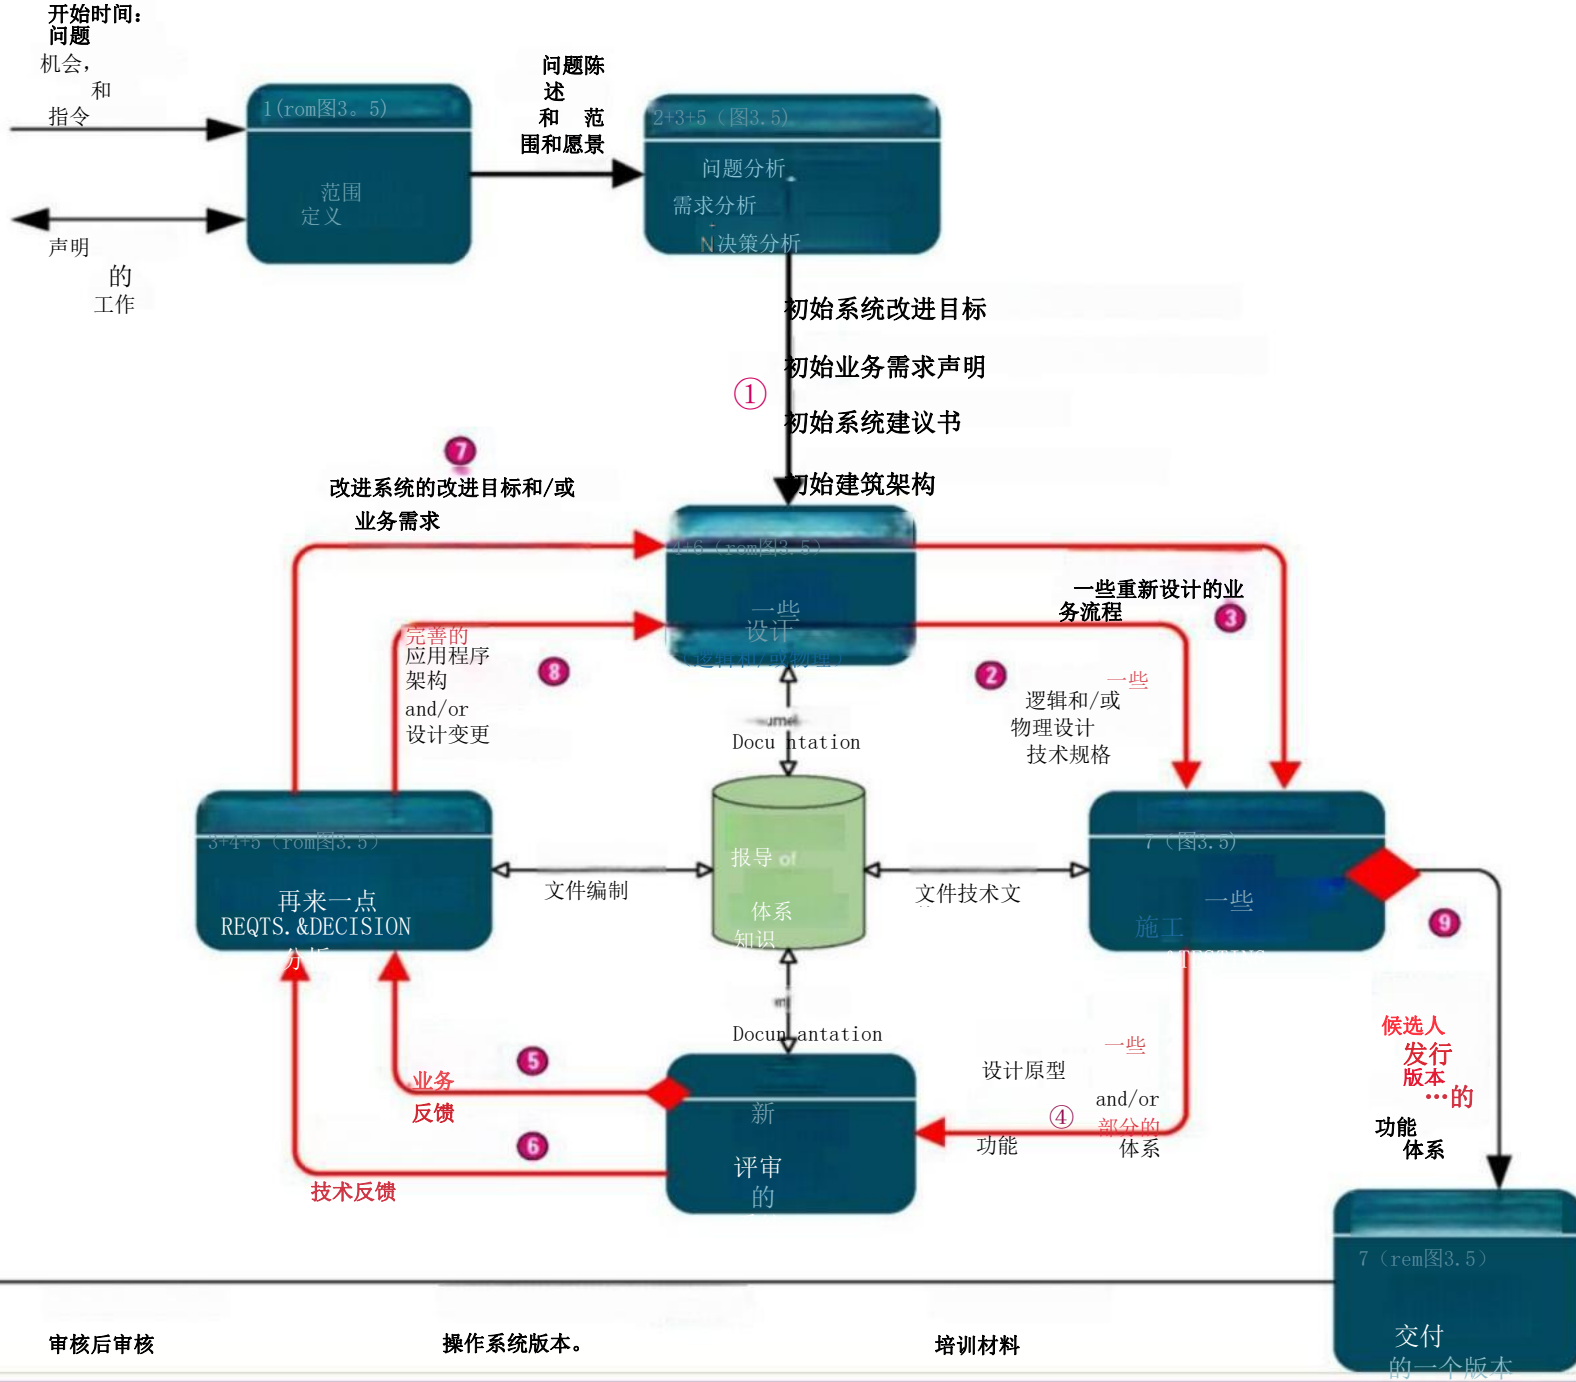 开始时间：
问题
机会，
和
指令
声明
的
工作
1(rom图3。5)
范围
定义
问题陈
述
和 范
围和愿景
2+3+5（图3.5)
问题分析
需求分析
N决策分析
初始系统改进目标
初始业务需求声明
①
初始系统建议书
初始建筑架构
7
改进系统的改进目标和/或
业务需求
4+6（rom图3.5）
一些
设计
（逻辑和/或物理）
一些重新设计的业
务流程
3
完善的
应用程序
架构
and/or
设计变更
8
2
一些
逻辑和/或
物理设计
技术规格
Docu ntation
3+4+5（rom图3.5）
再来一点
REQTS.&DECISION
分析
文件编制
报导 of
体系
知识
文件技术文
7（图3.5)
一些
施工
9
Docun antation
5
业务
反馈
6
技术反馈
新
评审
的
一些
设计原型
and/or
④
部分的
功能
体系
候选人
发行
版本
…的
功能
体系
7（rem图3.5）
交付
的一个版本
审核后审核
操作系统版本。
培训材料